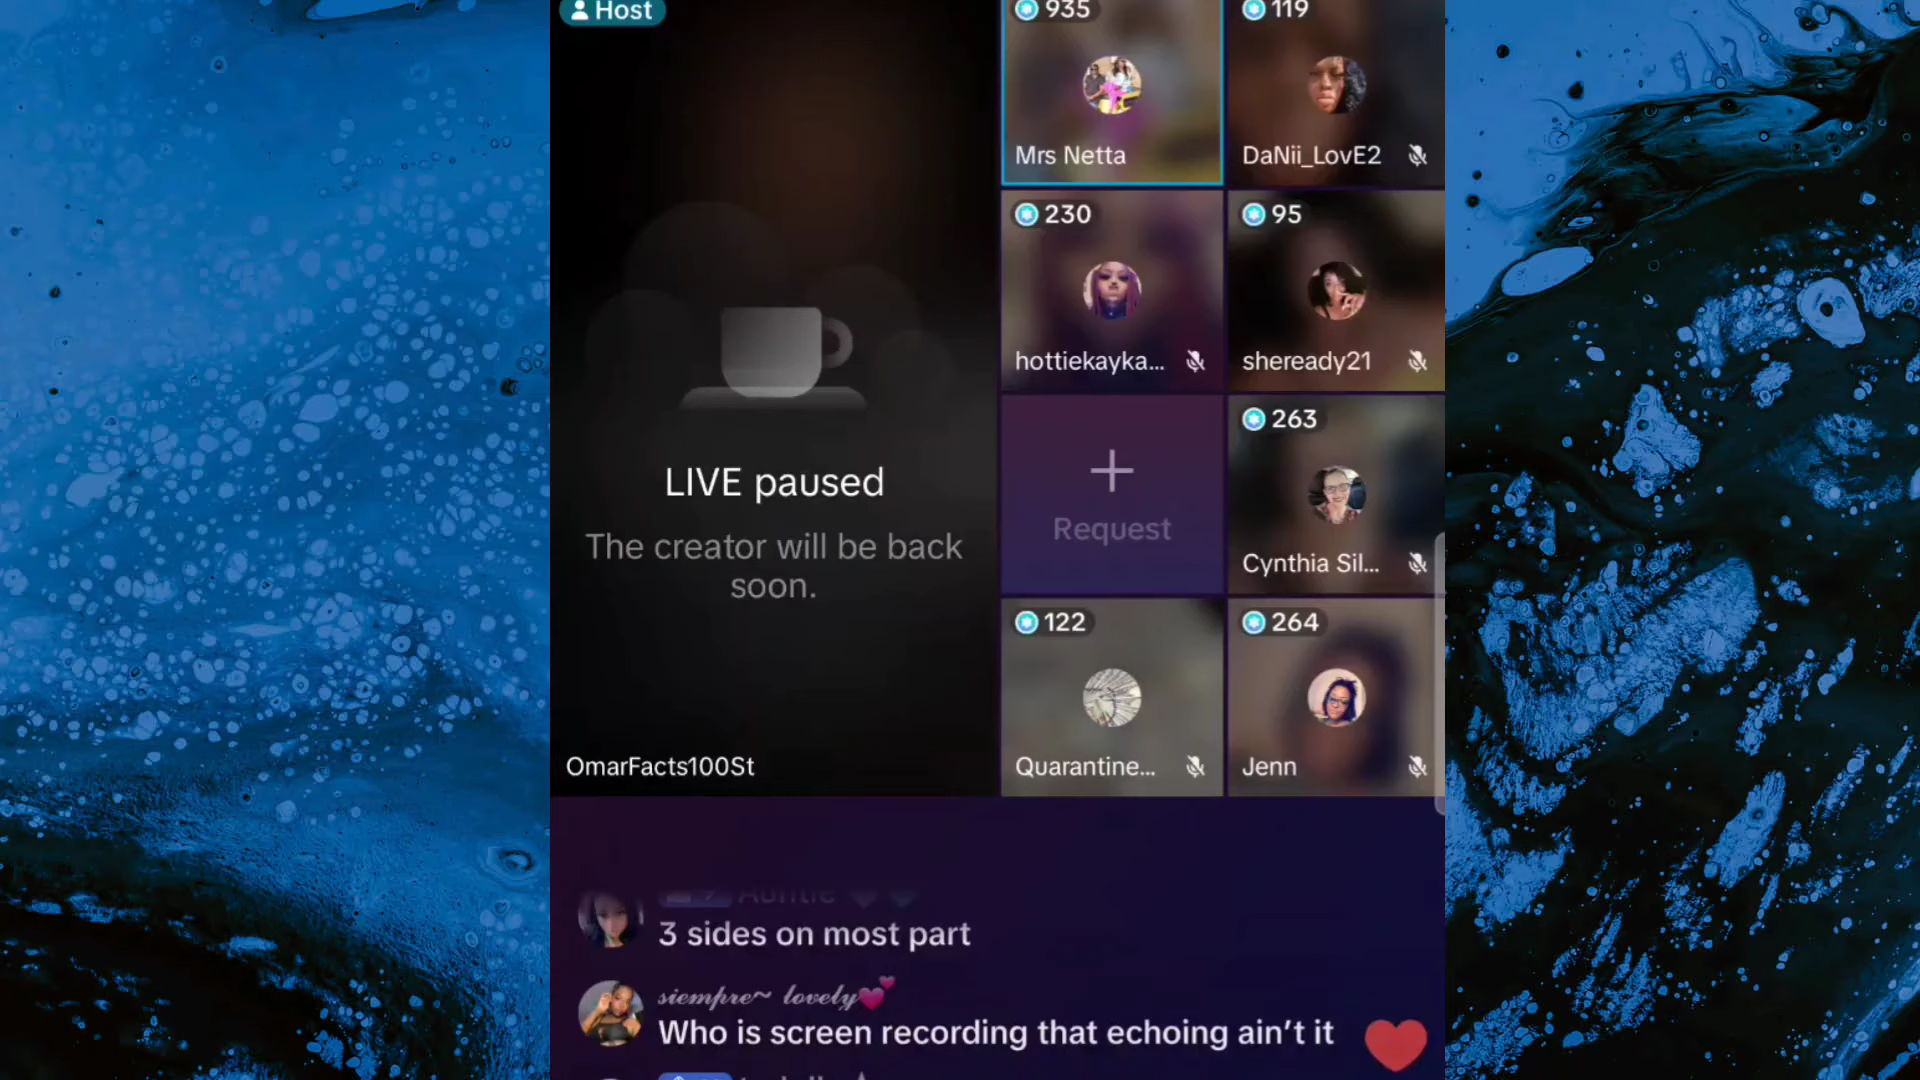 Host
935
119
Mrs Netta
DaNii_LovE2
230
95
hottiekayka...
sheready21
LIVE paused
The creator will be back
soon.
Request
263
Cynthia Sil...
122
264
OmarFacts100St
Quarantine...
Jenn
Auntie
3 sides on most part
siempre~ lovely💕
Who is screen recording that echoing ain’t it